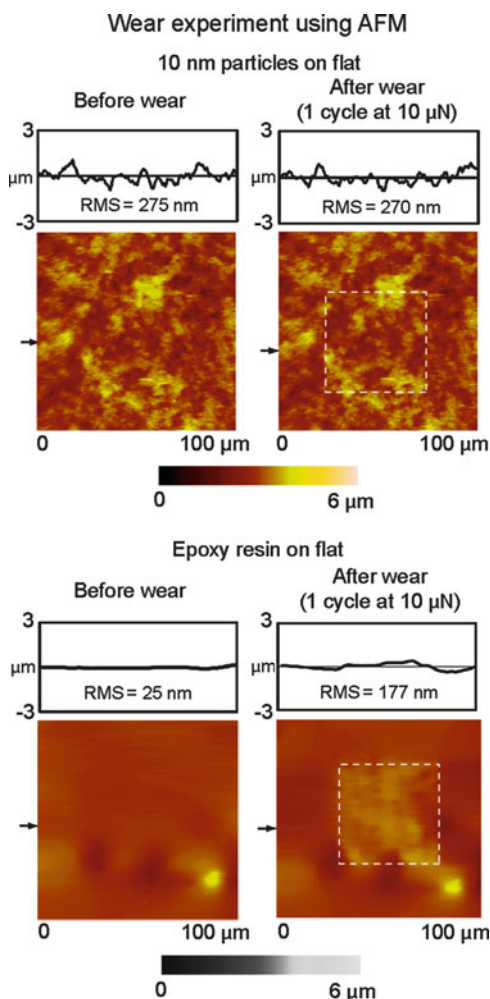 Wear experiment using AFM
10 nm particles on flat
Before wear
After wear
(1 cycle at 10 µN)
3
µm
-3
RMS = 275 nm
3
µm
-3
RMS = 270 nm
0 100 µm
0 100 µm
0 6 µm
Epoxy resin on flat
Before wear
After wear
(1 cycle at 10 µN)
3
µm
-3
RMS = 25 nm
3
µm
-3
RMS = 177 nm
0 100 µm
0 100 µm
0 6 µm